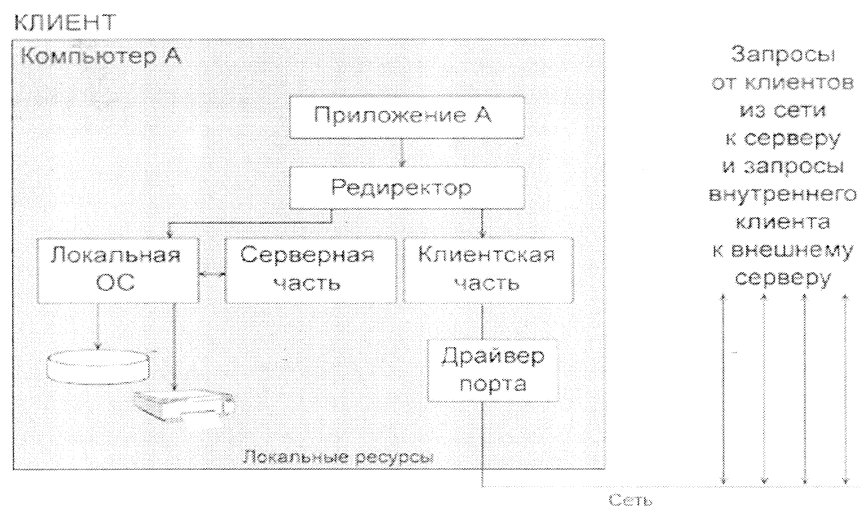 КЛИЕНТ
Компьютер А
Приложение А
Редиректор
Локальная
ОС
Серверная
часть
Клиентская
часть
Драйвер
порта
Локальные ресурсы
Сеть
Запросы
от клиентов
из сети
к серверу
и запросы
внутреннего
клиента
к внешнему
серверу